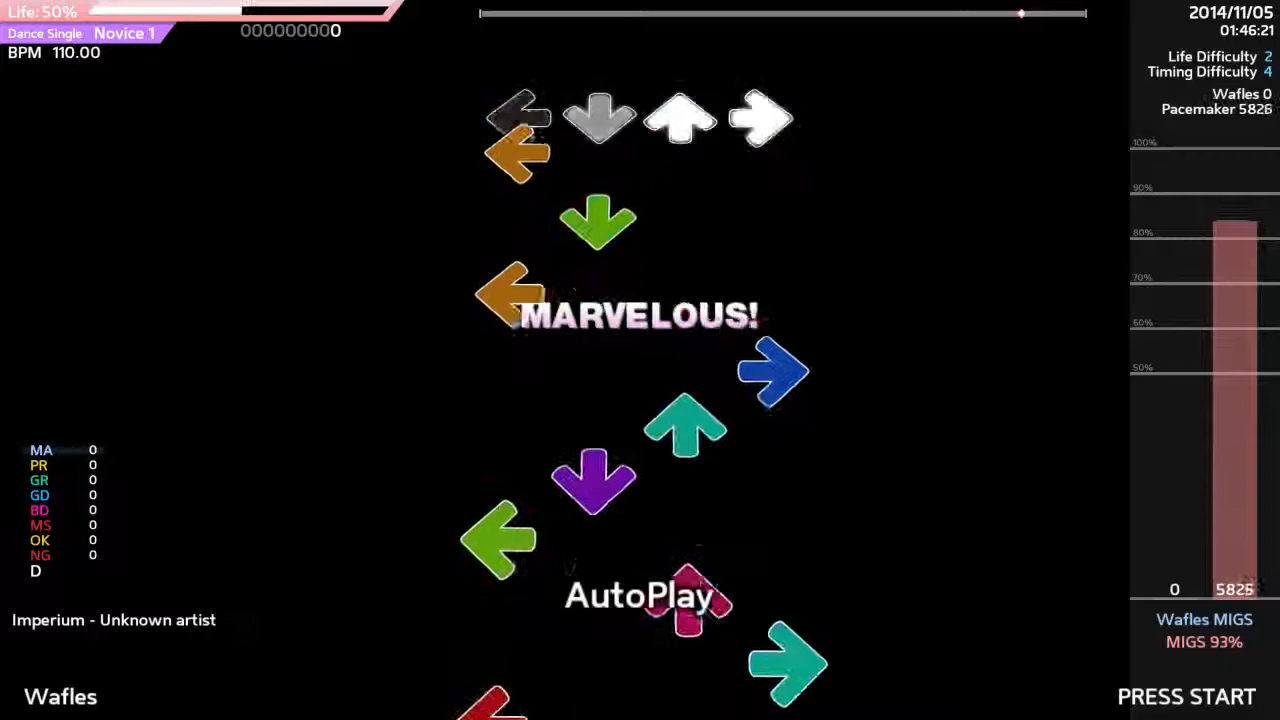 Life: 50%
Dance Single Novice 1
BPM 110.00
0000000000
2014/11/05
01:46:21
Life Difficulty 2
Timing Difficulty 4
Wafles 0
Pacemaker 5826
100%
90%
80%
70%
60%
50%
MARVELOUS!
MA 0
PR 0
GR 0
GD 0
BD 0
MS 0
OK 0
NG 0
D
AutoPlay
0 5825
Imperium - Unknown artist
Wafles MIGS
MIGS 93%
Wafles
PRESS START